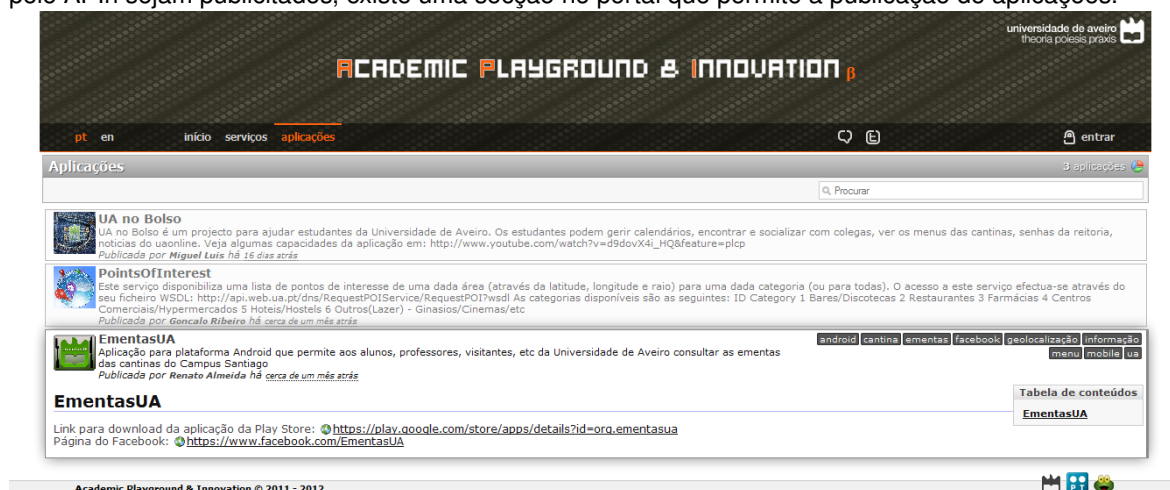 universidade de aveiro
theoria poiesis praxis
ACADEMIC PLAYGROUND & INNOVATION β
pt en início serviços aplicações entrar
Aplicações 3 aplicações
Procurar
UA no Bolso
UA no Bolso é um projecto para ajudar estudantes da Universidade de Aveiro. Os estudantes podem gerir calendários, encontrar e socializar com colegas, ver os menus das cantinas, senhas da reitoria,
noticias do uaonline. Veja algumas capacidades da aplicação em: http://www.youtube.com/watch?v=d9dovX4i_HQ&feature=plcp
Publicada por Miguel Luis há 16 dias atrás
PointsOfInterest
Este serviço disponibiliza uma lista de pontos de interesse de uma dada área (através da latitude, longitude e raio) para uma dada categoria (ou para todas). O acesso a este serviço efectua-se através do
seu ficheiro WSDL: http://api.web.ua.pt/dns/RequestPOIService/RequestPOI?wsdl As categorias disponíveis são as seguintes: ID Category 1 Bares/Discotecas 2 Restaurantes 3 Farmácias 4 Centros
Comerciais/Hypermercados 5 Hoteis/Hostels 6 Outros(Lazer) - Ginasios/Cinemas/etc
Publicada por Goncalo Ribeiro há cerca de um mês atrás
EmentasUA android cantina ementas facebook geolocalização informação
Aplicação para plataforma Android que permite aos alunos, professores, visitantes, etc da Universidade de Aveiro consultar as ementas menu mobile ua
das cantinas do Campus Santiago
Publicada por Renato Almeida há cerca de um mês atrás
Tabela de conteúdos
EmentasUA
EmentasUA
Link para download da aplicação da Play Store: https://play.google.com/store/apps/details?id=org.ementasua
Página do Facebook: https://www.facebook.com/EmentasUA
Academic Playground & Innovation © 2011 - 2012